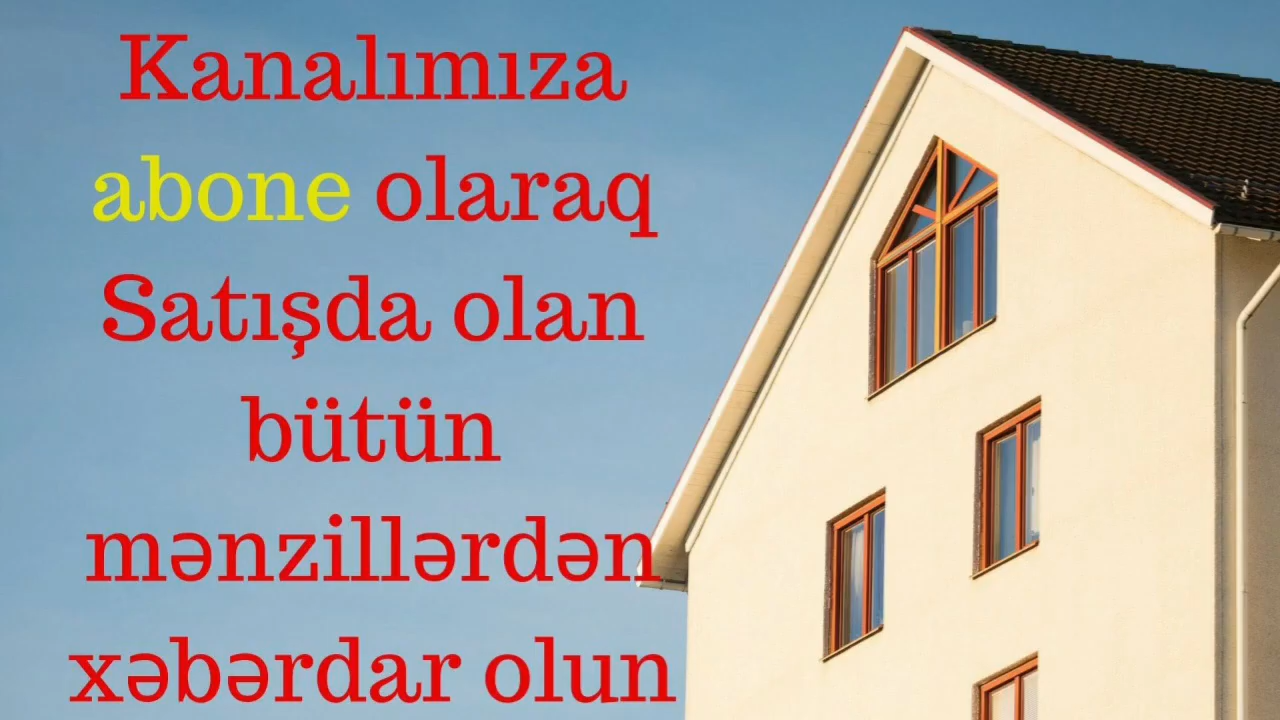 Kanalımıza
abone olaraq
Satışda olan
bütün
mənzillərdən
xəbərdar olun